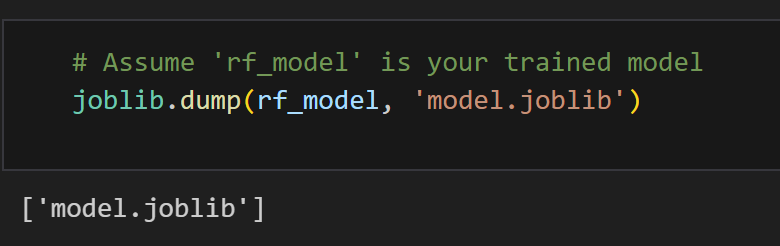 # Assume 'rf_model' is your trained model
joblib.dump(rf_model, 'model.joblib')
['model.joblib']